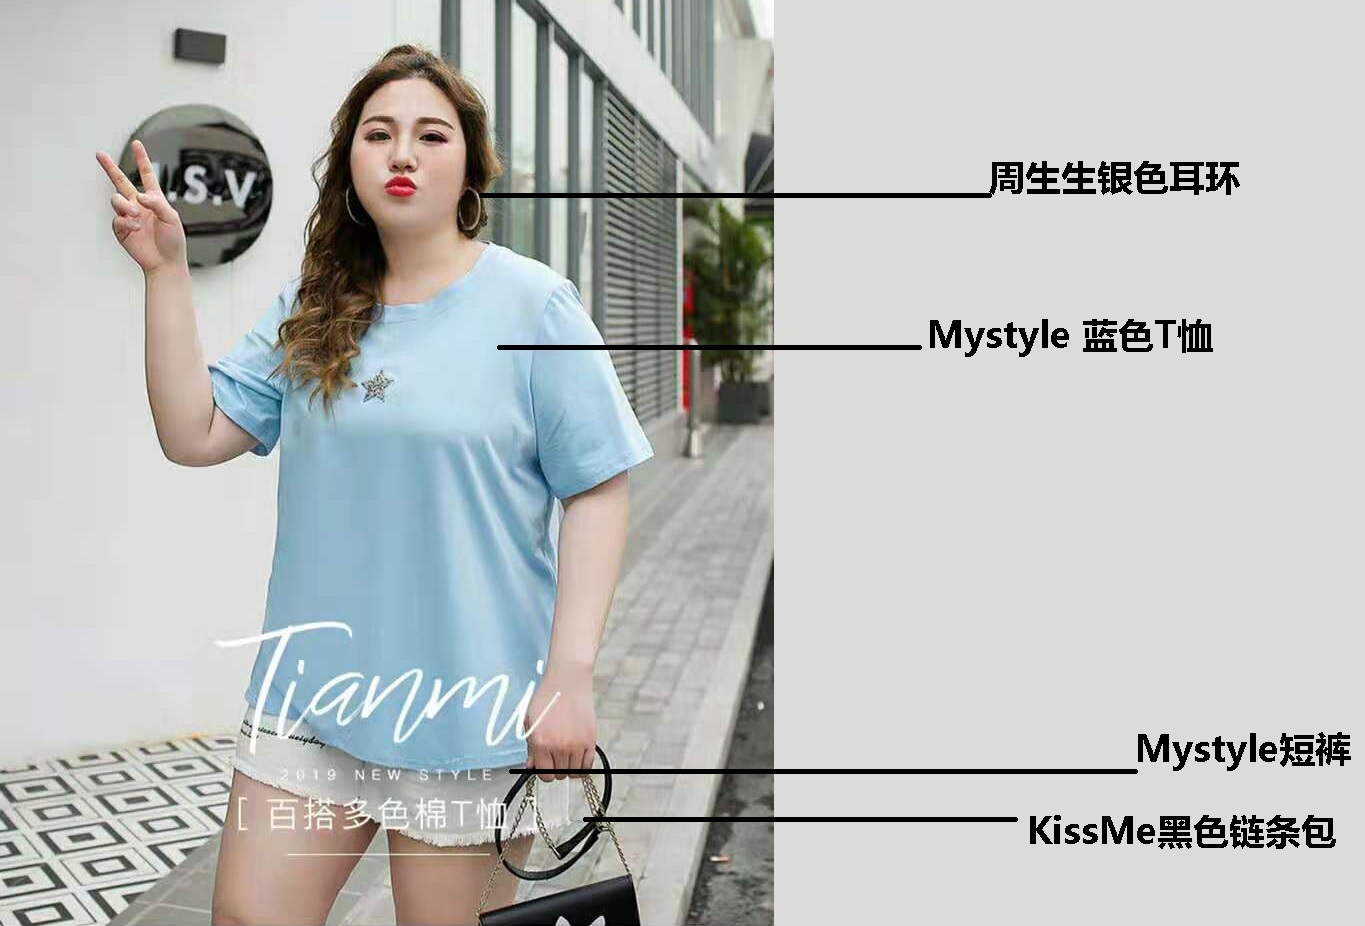 .S.V
周生生银色耳环
Mystyle 蓝色T恤
Tianmi
Mystyle短裤
2019 NEW STYLE
[ 百搭多色棉T恤 ]
KissMe黑色链条包